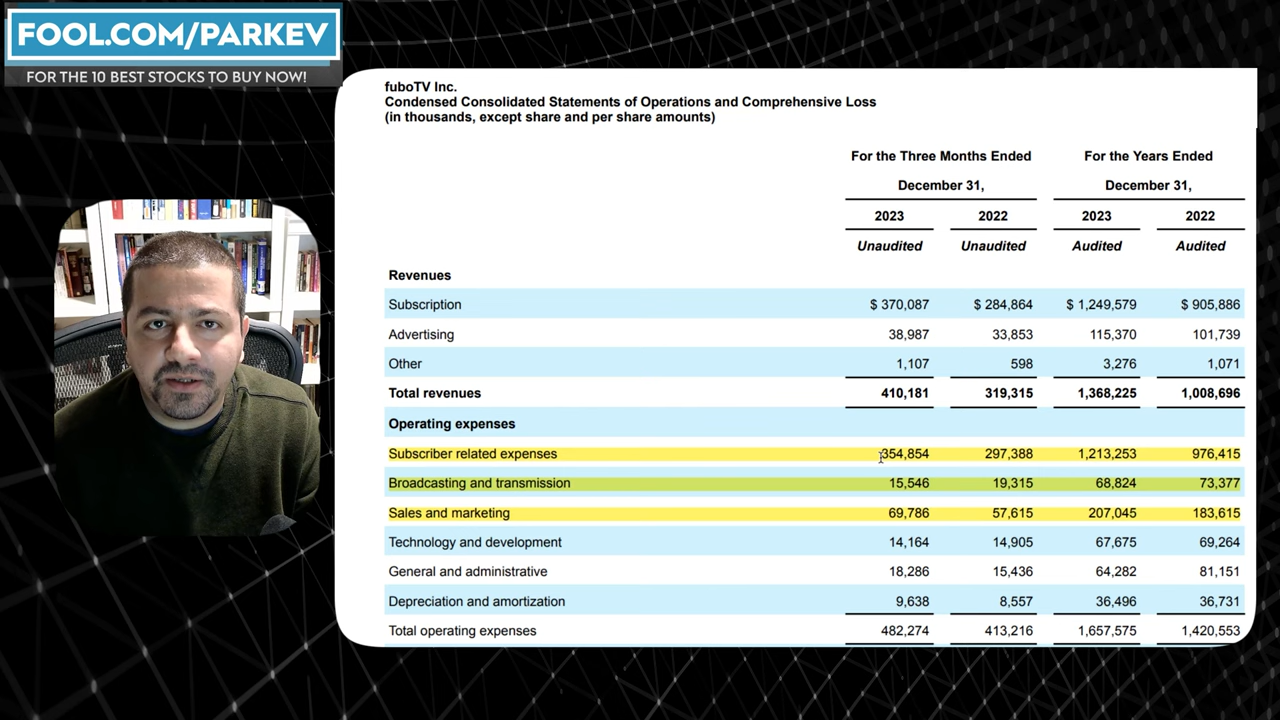 FOOL.COM/PARKEV
FOR THE 10 BEST STOCKS TO BUY NOW!
fuboTV Inc.
Condensed Consolidated Statements of Operations and Comprehensive Loss
(in thousands, except share and per share amounts)
For the Three Months Ended For the Years Ended
December 31, December 31,
2023 2022 2023 2022
Unaudited Unaudited Audited Audited
Revenues
Subscription $ 370,087 $ 284,864 $ 1,249,579 $ 905,886
Advertising 38,987 33,853 115,370 101,739
Other 1,107 598 3,276 1,071
Total revenues 410,181 319,315 1,368,225 1,008,696
Operating expenses
Subscriber related expenses 354,854 297,388 1,213,253 976,415
Broadcasting and transmission 15,546 19,315 68,824 73,377
Sales and marketing 69,786 57,615 207,045 183,615
Technology and development 14,164 14,905 67,675 69,264
General and administrative 18,286 15,436 64,282 81,151
Depreciation and amortization 9,638 8,557 36,496 36,731
Total operating expenses 482,274 413,216 1,657,575 1,420,553